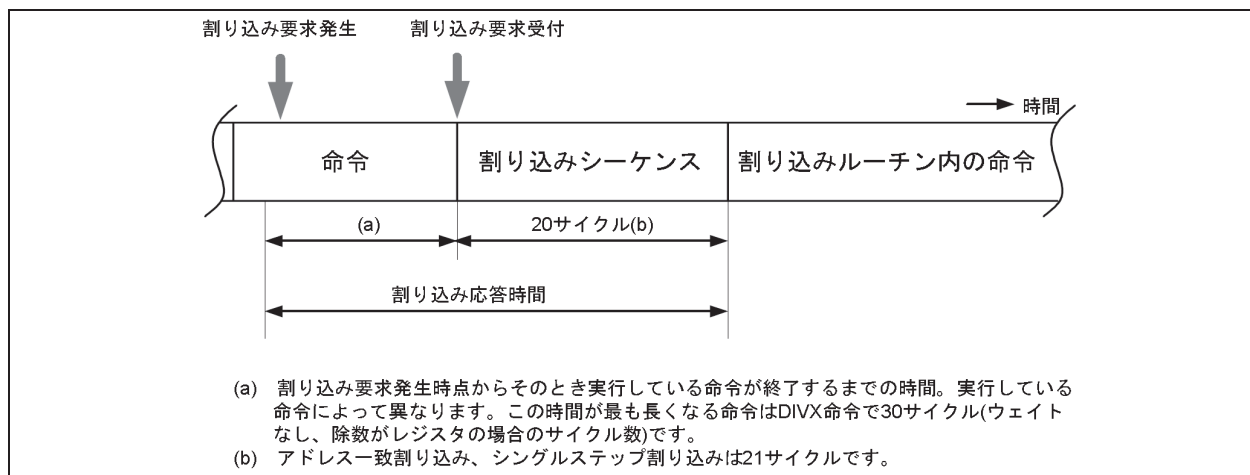 割り込み要求発生 割り込み要求受付
時間
命令 割り込みシーケンス 割り込みルーチン内の命令
(a) 20サイクル(b)
割り込み応答時間
(a) 割り込み要求発生時点からそのとき実行している命令が終了するまでの時間。実行している
命令によって異なります。この時間が最も長くなる命令はDIVX命令で30サイクル(ウェイト
なし、除数がレジスタの場合のサイクル数)です。
(b) アドレス一致割り込み、シングルステップ割り込みは21サイクルです。